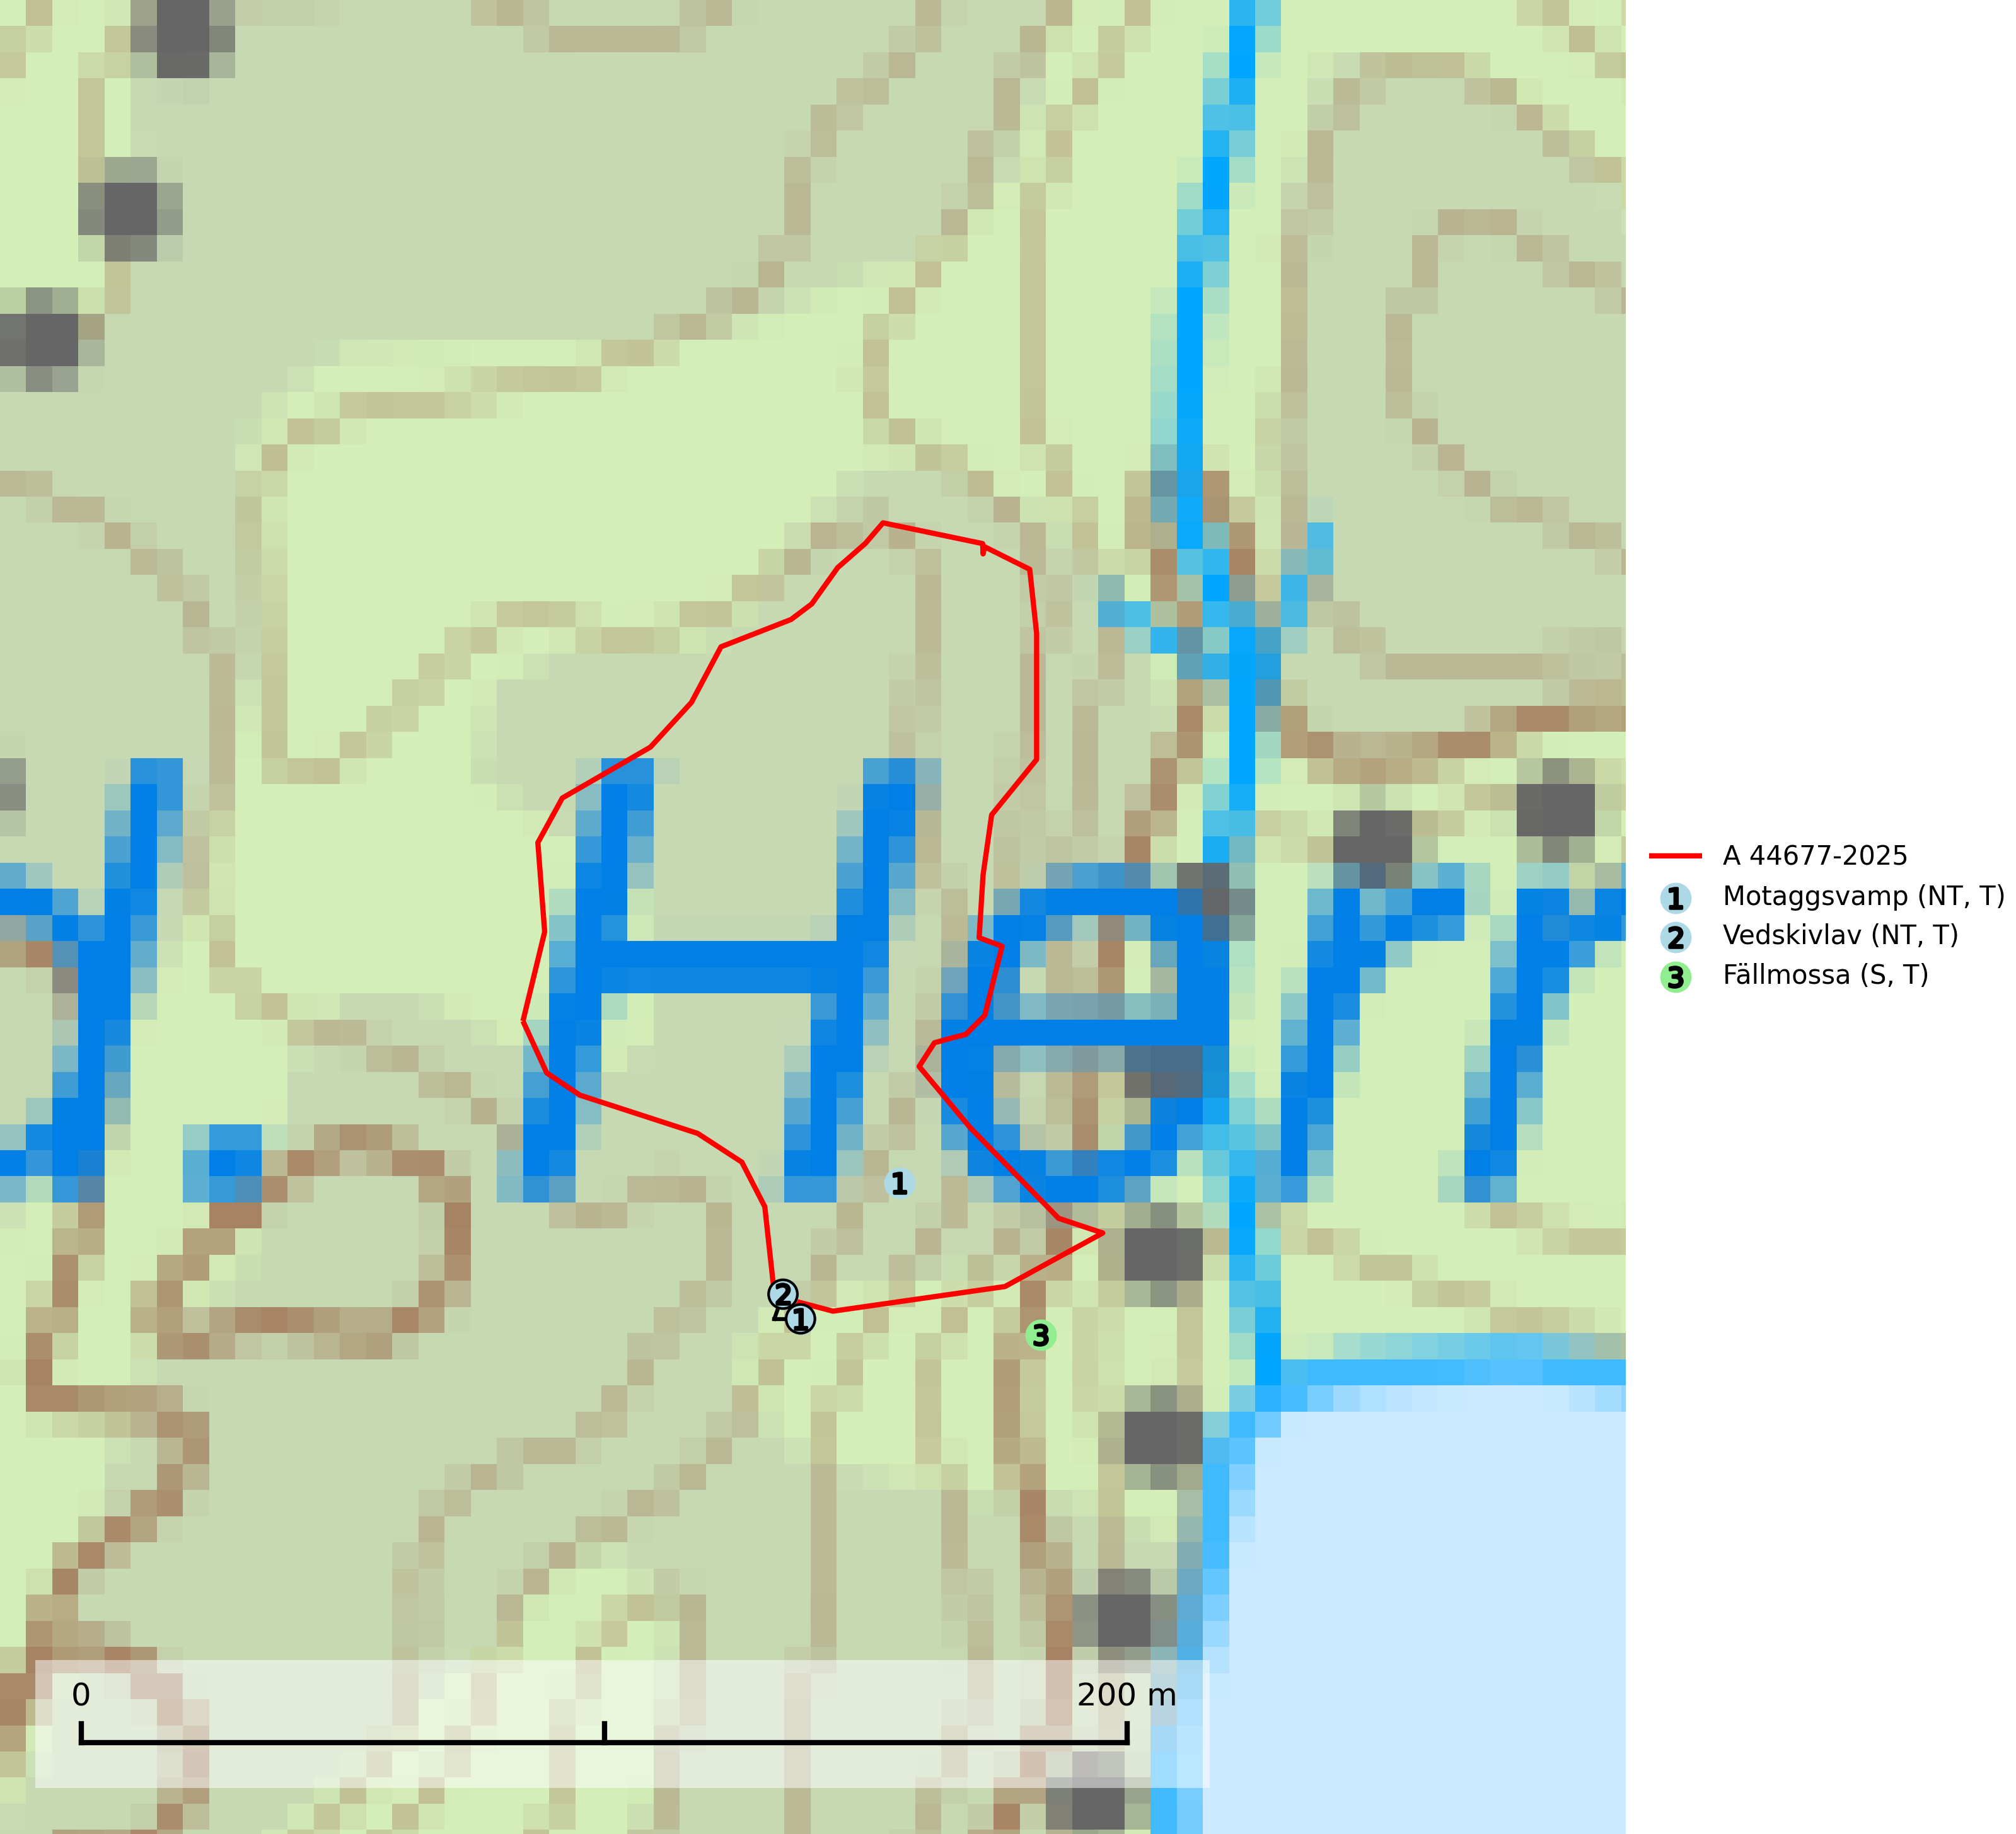 A 44677-2025
1 Motaggsvamp (NT, T)
2 Vedskivlav (NT, T)
3 Fällmossa (S, T)
H
1
2
1
3
0 200 m